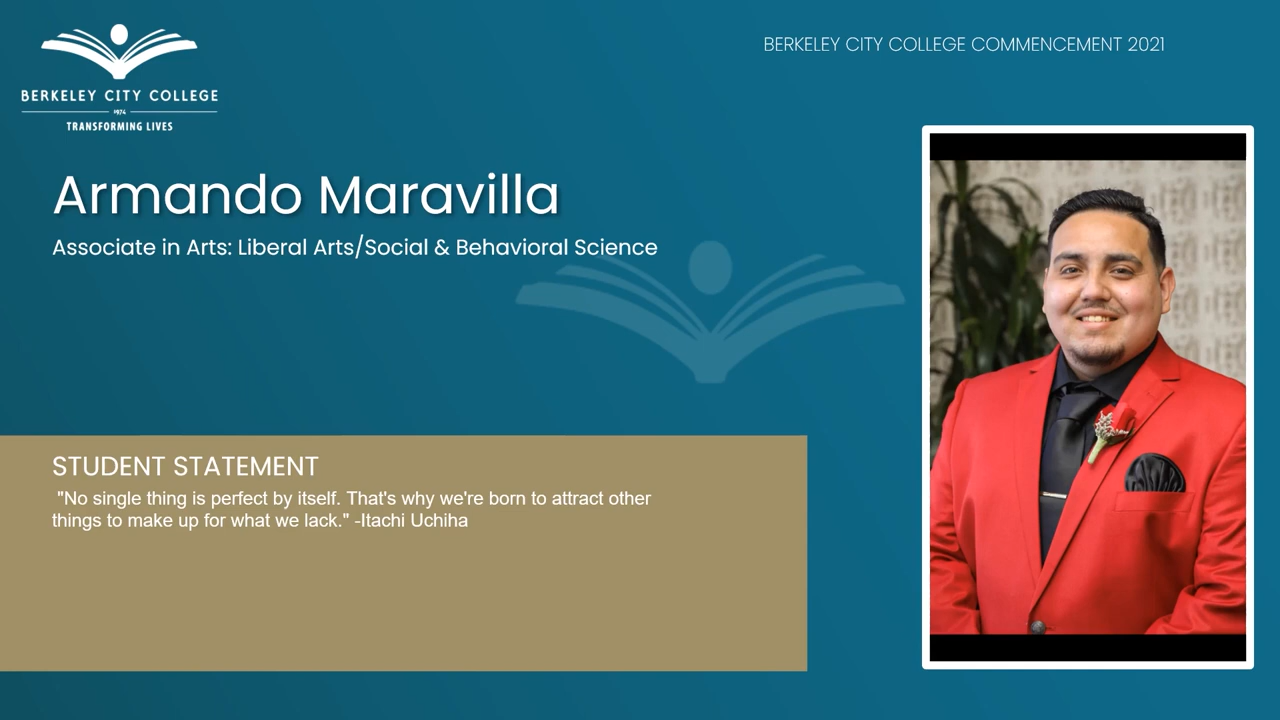 BERKELEY CITY COLLEGE COMMENCEMENT 2021
BERKELEY CITY COLLEGE
1974
TRANSFORMING LIVES
Armando Maravilla
Associate in Arts: Liberal Arts/Social & Behavioral Science
STUDENT STATEMENT
"No single thing is perfect by itself. That's why we're born to attract other
things to make up for what we lack." -Itachi Uchiha